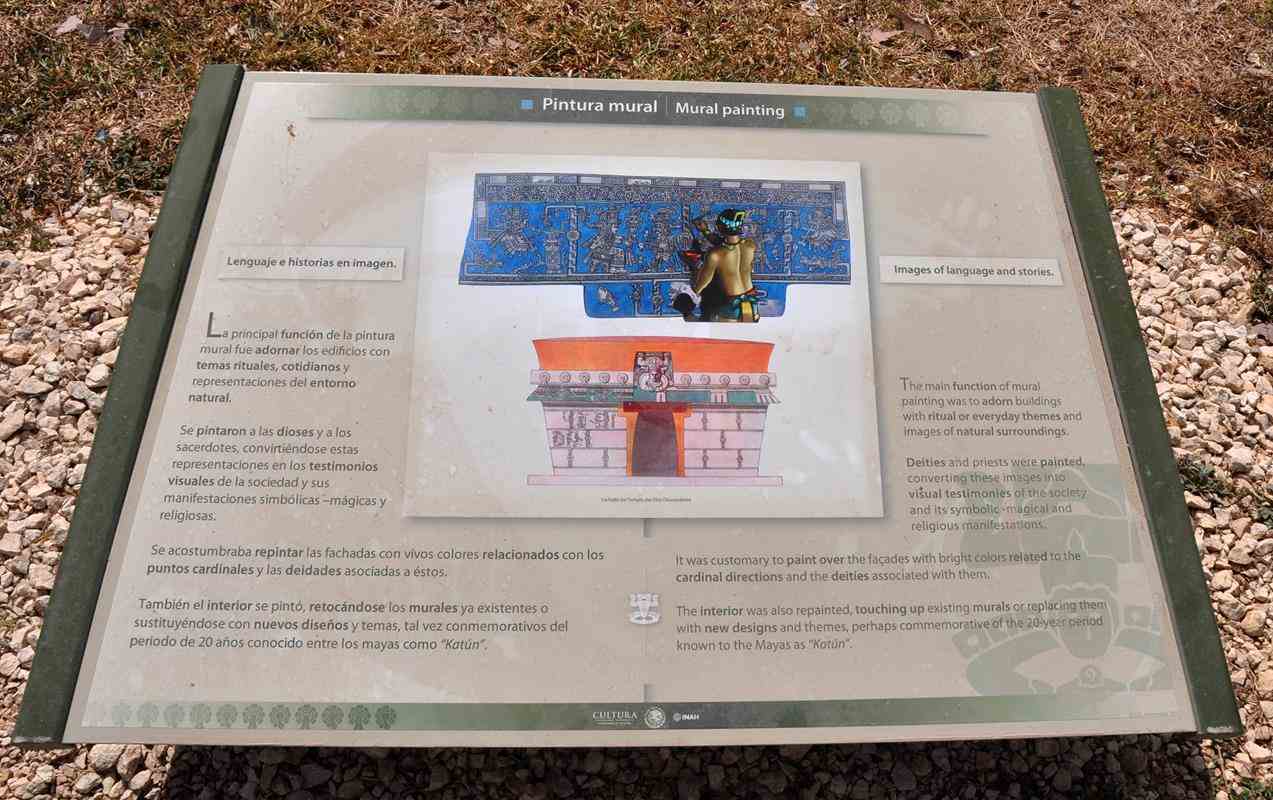 Pintura mural | Mural painting
Lenguaje e historias en imagen.
La principal función de la pintura
mural fue adornar los edificios con
temas rituales, cotidianos y
representaciones del entorno
natural.
Se pintaron a las dioses y a los
sacerdotes, convirtiéndose estas
representaciones en los testimonios
visuales de la sociedad y sus
manifestaciones simbólicas –mágicas y
religiosas.
Se acostumbraba repintar las fachadas con vivos colores relacionados con los
puntos cardinales y las deidades asociadas a éstos.
También el interior se pintó, retocándose los murales ya existentes o
sustituyéndose con nuevos diseños y temas, tal vez conmemorativos del
periodo de 20 años conocido entre los mayas como "Katún".
Images of language and stories.
The main function of mural
painting was to adorn buildings
with ritual or everyday themes and
images of natural surroundings.
Deities and priests were painted,
converting these images into
visual testimonies of the society
and its symbolic -magical and
religious manifestations.
It was customary to paint over the façades with bright colors related to the
cardinal directions and the deities associated with them.
The interior was also repainted, touching up existing murals or replacing them
with new designs and themes, perhaps commemorative of the 20-year period
known to the Mayas as "Katún".
CULTURA
INAH